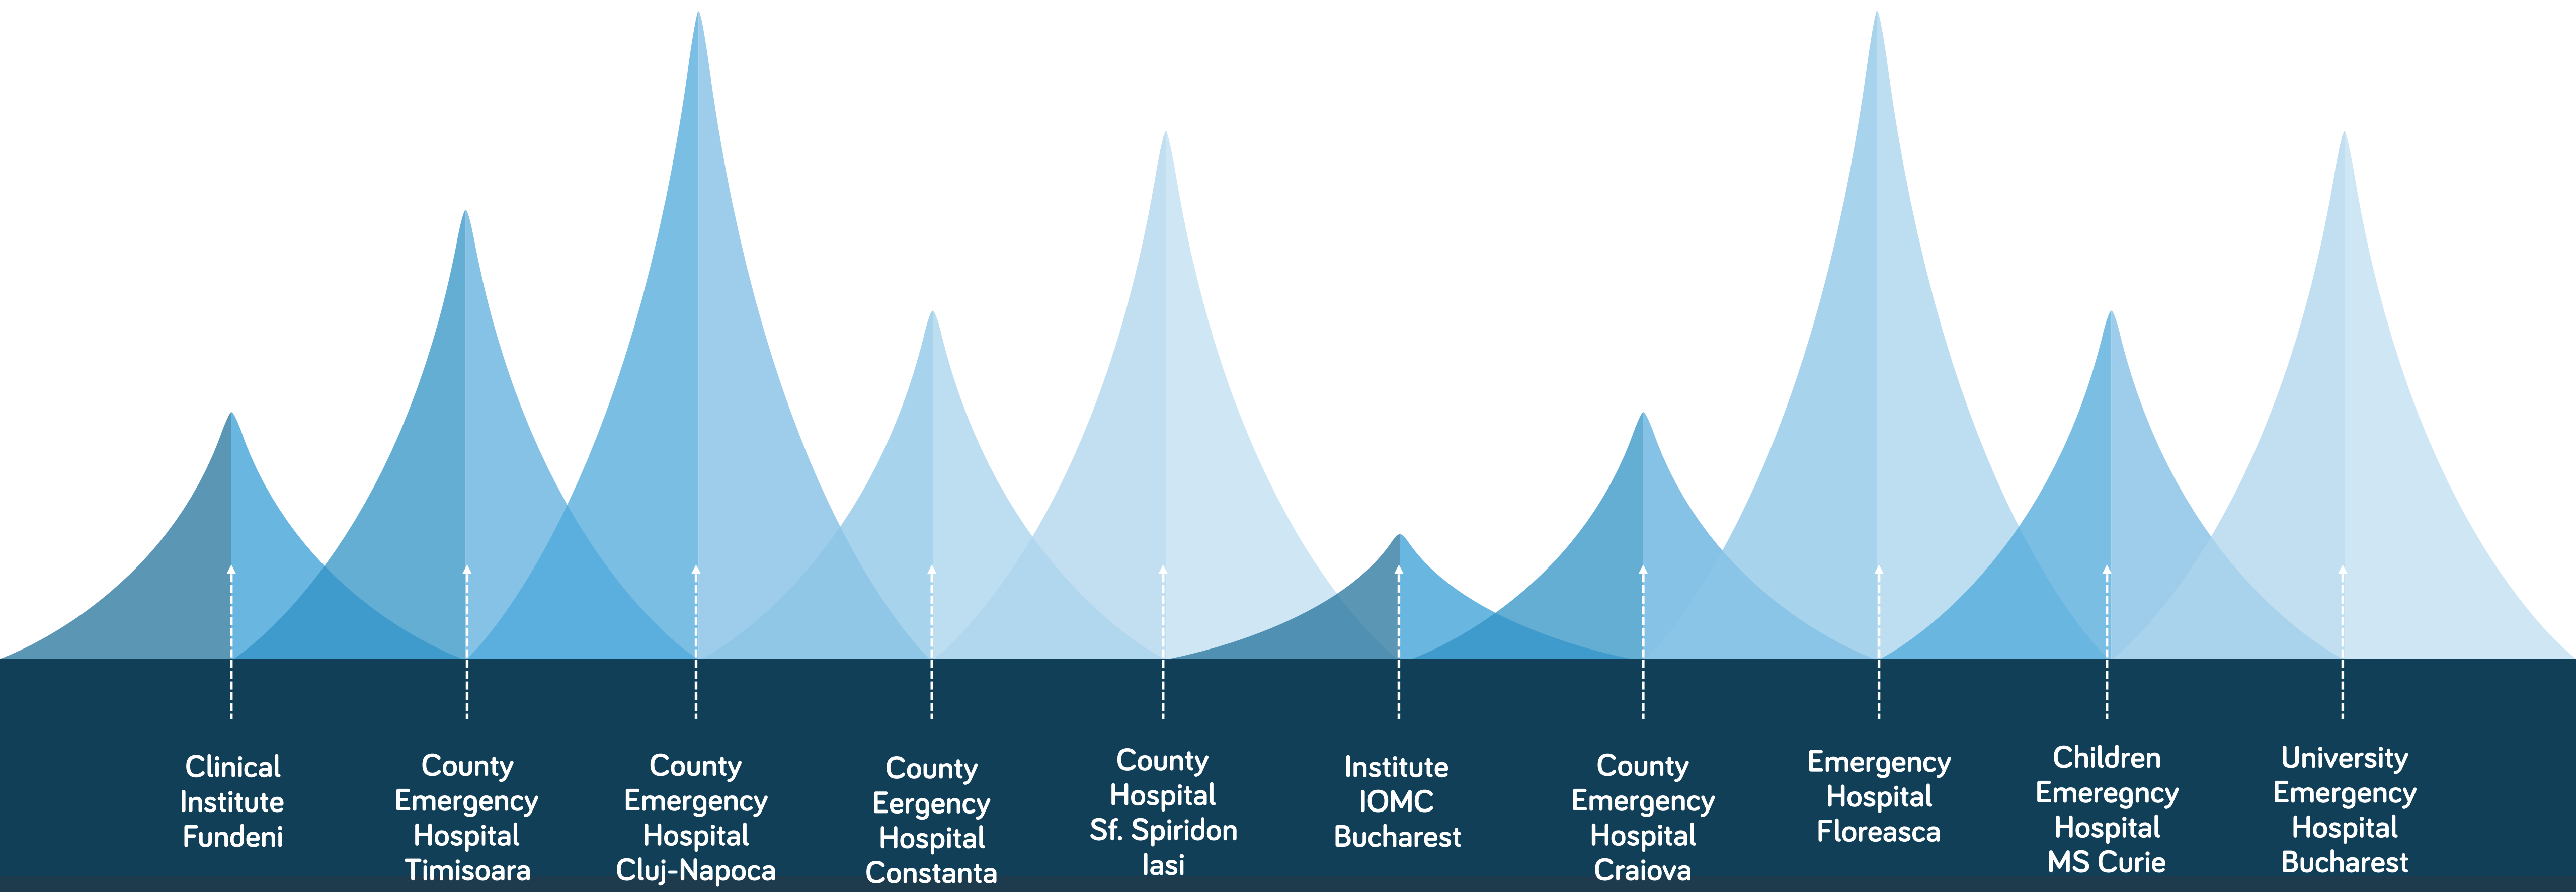 Clinical
Institute
Fundeni
County
Emergency
Hospital
Timisoara
County
Emergency
Hospital
Cluj-Napoca
County
Eergency
Hospital
Constanta
County
Hospital
Sf. Spiridon
Iasi
Institute
IOMC
Bucharest
County
Emergency
Hospital
Craiova
Emergency
Hospital
Floreasca
Children
Emeregncy
Hospital
MS Curie
University
Emergency
Hospital
Bucharest